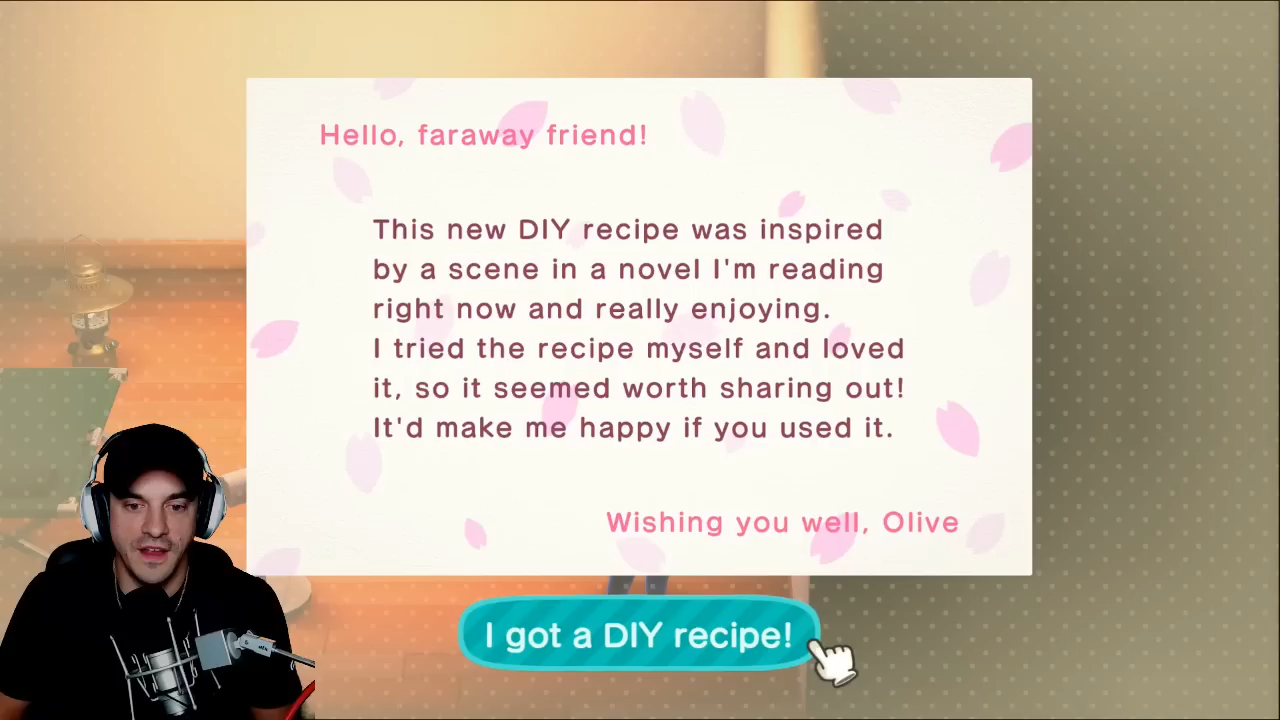 Hello, faraway friend!
This new DIY recipe was inspired
by a scene in a novel I'm reading
right now and really enjoying.
I tried the recipe myself and loved
it, so it seemed worth sharing out!
It'd make me happy if you used it.
Wishing you well, Olive
I got a DIY recipe!